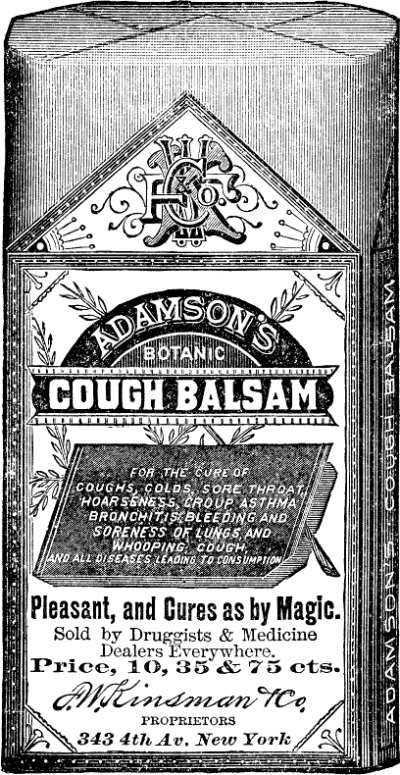 ADAMSON'S
BOTANIC
COUGH BALSAM
FOR THE CURE OF
COUGHS, COLDS, SORE THROAT,
HOARSENESS, CROUP, ASTHMA
BRONCHITIS, BLEEDING AND
SORENESS OF LUNGS, AND
WHOOPING COUGH,
AND ALL DISEASES LEADING TO CONSUMPTION
Pleasant, and Cures as by Magic.
Sold by Druggists & Medicine
Dealers Everywhere.
Price, 10, 35 & 75 cts.
F.W. Kinsman & Co.
PROPRIETORS
343 4th Av. New York
ADAMSON'S COUGH BALSAM